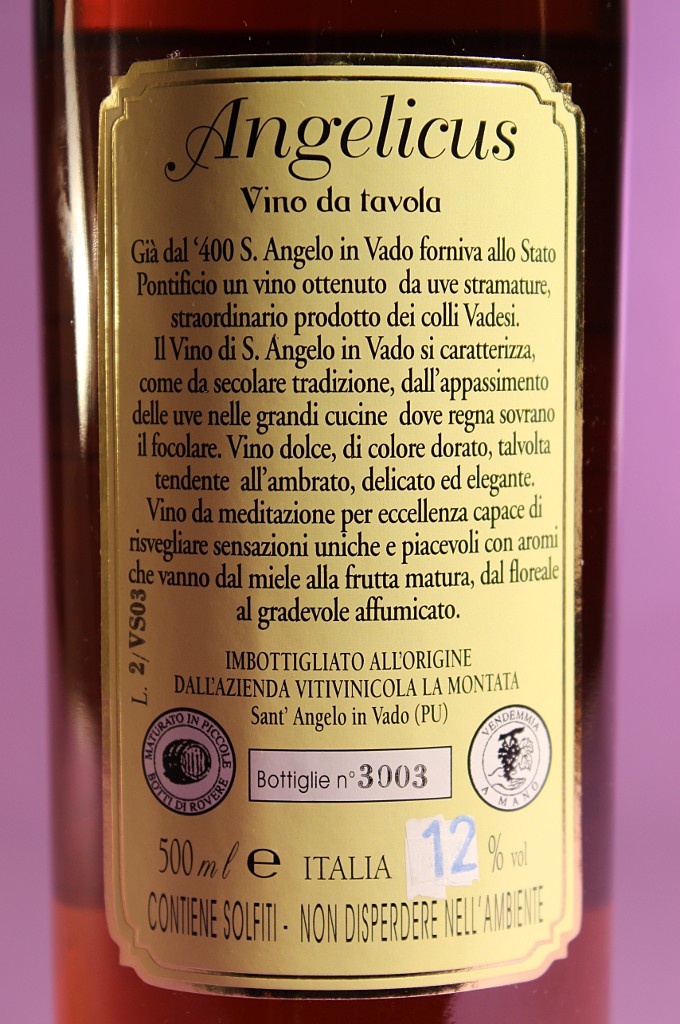 Angelicus
Vino da tavola
Già dal ‘400 S. Angelo in Vado forniva allo Stato
Pontificio un vino ottenuto da uve stramature,
straordinario prodotto dei colli Vadesi.
Il Vino di S. Angelo in Vado si caratterizza,
come da secolare tradizione, dall'appassimento
delle uve nelle grandi cucine dove regna sovrano
il focolare. Vino dolce, di colore dorato, talvolta
tendente all'ambrato, delicato ed elegante.
Vino da meditazione per eccellenza capace di
risvegliare sensazioni uniche e piacevoli con aromi
che vanno dal miele alla frutta matura, dal floreale
al gradevole affumicato.
L. 2/VS03
IMBOTTIGLIATO ALL'ORIGINE
DALL'AZIENDA VITIVINICOLA LA MONTATA
Sant' Angelo in Vado (PU)
MATURATO IN PICCOLE
BOTTI DI ROVERE
Bottiglie n° 3003
VENDEMMIA
A MANO
500 ml e ITALIA 12 % vol
CONTIENE SOLFITI - NON DISPERDERE NELL'AMBIENTE